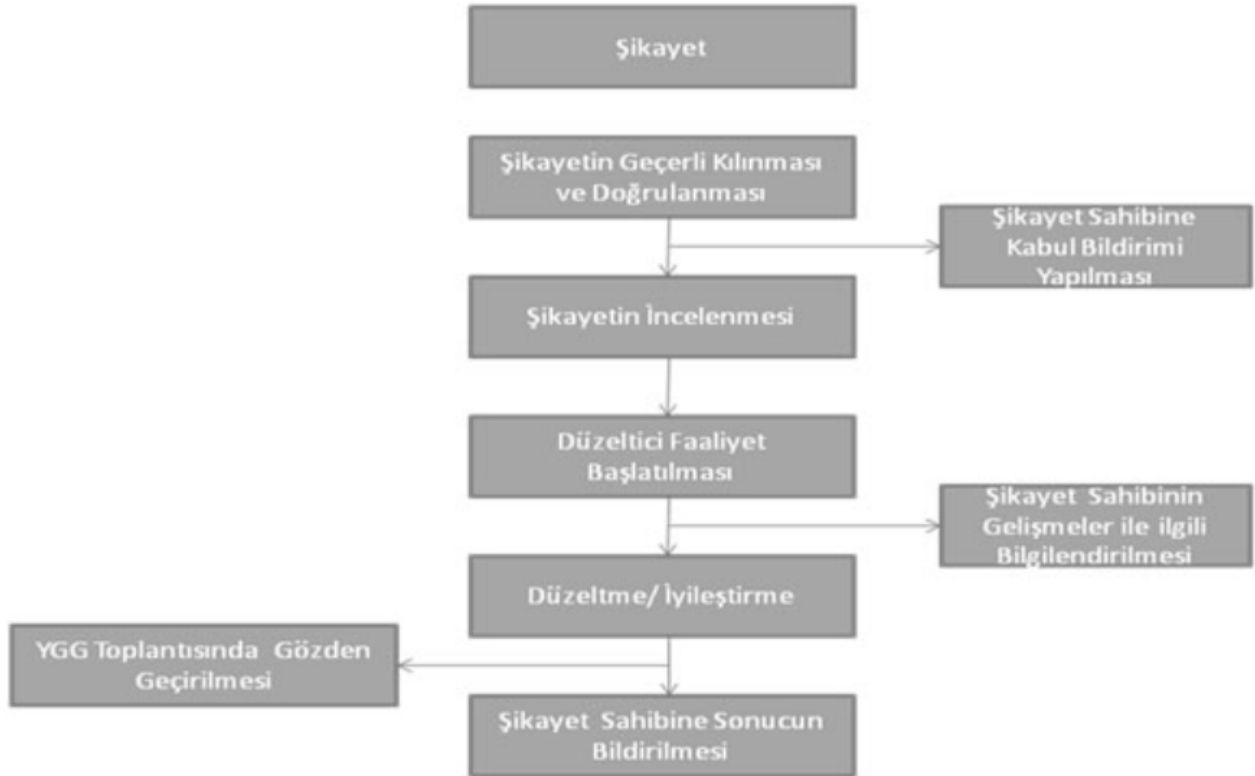 Şikayet
Şikayetin Geçerli Kılınması
ve Doğrulanması
Şikayet Sahibine
Kabul Bildirimi
Yapılması
Şikayetin İncelenmesi
Düzeltici Faaliyet
Başlatılması
Şikayet Sahibinin
Gelişmeler ile ilgili
Bilgilendirilmesi
Düzeltme/ İyileştirme
YGG Toplantısında Gözden
Geçirilmesi
Şikayet Sahibine Sonucun
Bildirilmesi